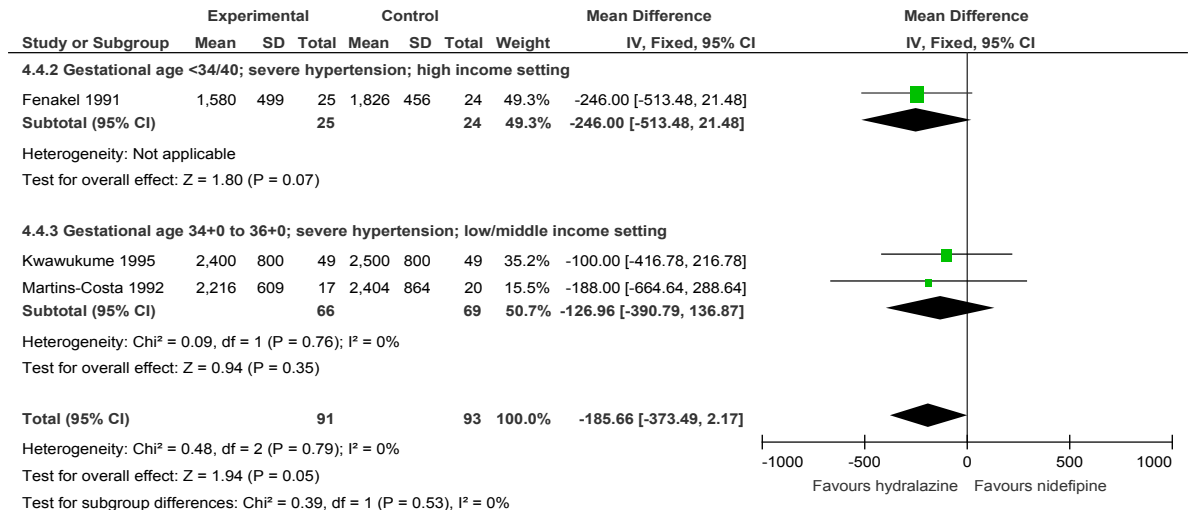 Experimental Control Mean Difference Mean Difference
Study or Subgroup Mean SD Total Mean SD Total Weight IV, Fixed, 95% CI IV, Fixed, 95% CI
4.4.2 Gestational age <34/40; severe hypertension; high income setting
Fenakel 1991 1,580 499 25 1,826 456 24 49.3% -246.00 [-513.48, 21.48]
Subtotal (95% CI) 25 24 49.3% -246.00 [-513.48, 21.48]
Heterogeneity: Not applicable
Test for overall effect: Z = 1.80 (P = 0.07)
4.4.3 Gestational age 34+0 to 36+0; severe hypertension; low/middle income setting
Kwawukume 1995 2,400 800 49 2,500 800 49 35.2% -100.00 [-416.78, 216.78]
Martins-Costa 1992 2,216 609 17 2,404 864 20 15.5% -188.00 [-664.64, 288.64]
Subtotal (95% CI) 66 69 50.7% -126.96 [-390.79, 136.87]
Heterogeneity: Chi² = 0.09, df = 1 (P = 0.76); I² = 0%
Test for overall effect: Z = 0.94 (P = 0.35)
Total (95% CI) 91 93 100.0% -185.66 [-373.49, 2.17]
Heterogeneity: Chi² = 0.48, df = 2 (P = 0.79); I² = 0%
Test for overall effect: Z = 1.94 (P = 0.05)
Test for subgroup differences: Chi² = 0.39, df = 1 (P = 0.53), I² = 0%
-1000 -500 0 500 1000
Favours hydralazine Favours nidefipine